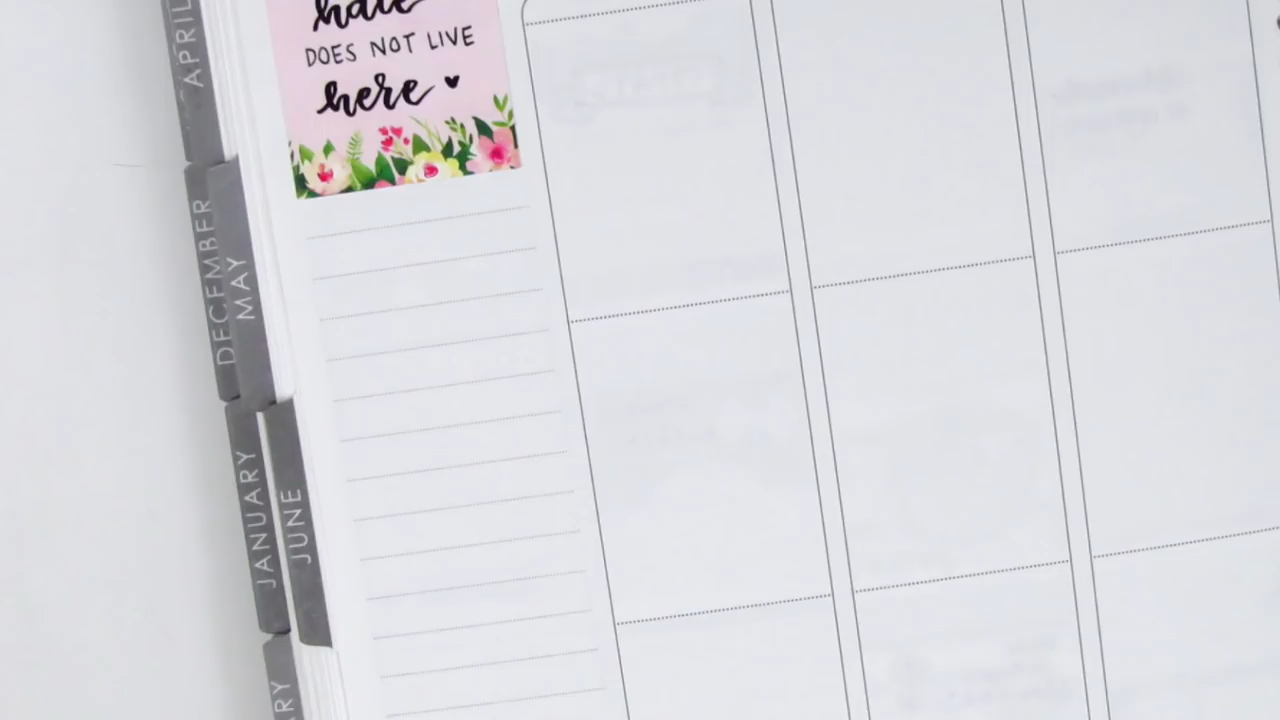 hate
DOES NOT LIVE
here
APRIL
DECEMBER
MAY
JANUARY
JUNE